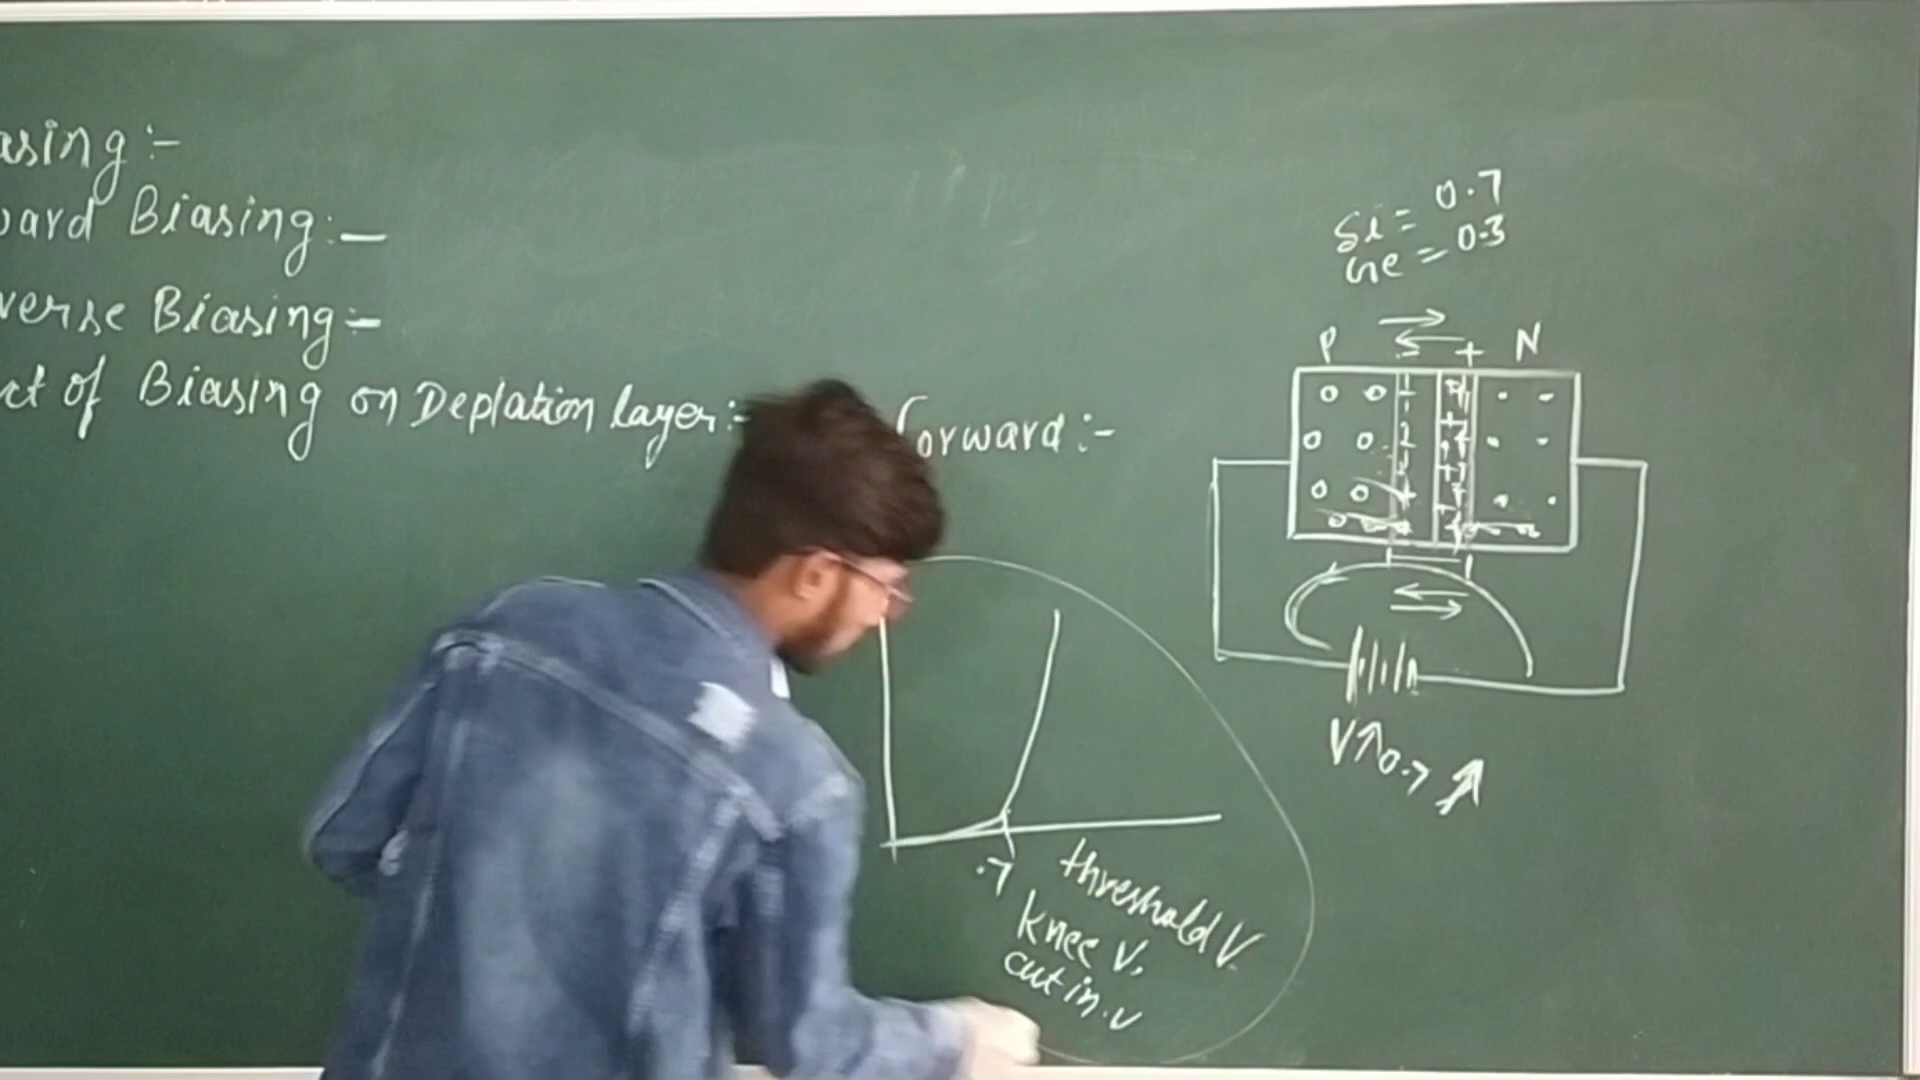 asing:-
ward Biasing:-
verse Biasing:-
ct of Biasing on Deplation layer:- forward:-
Si = 0.7
Ge = 0.3
P N
- +
.7
threshold V.
knee V,
cut in. v
V↑0.7 ↑